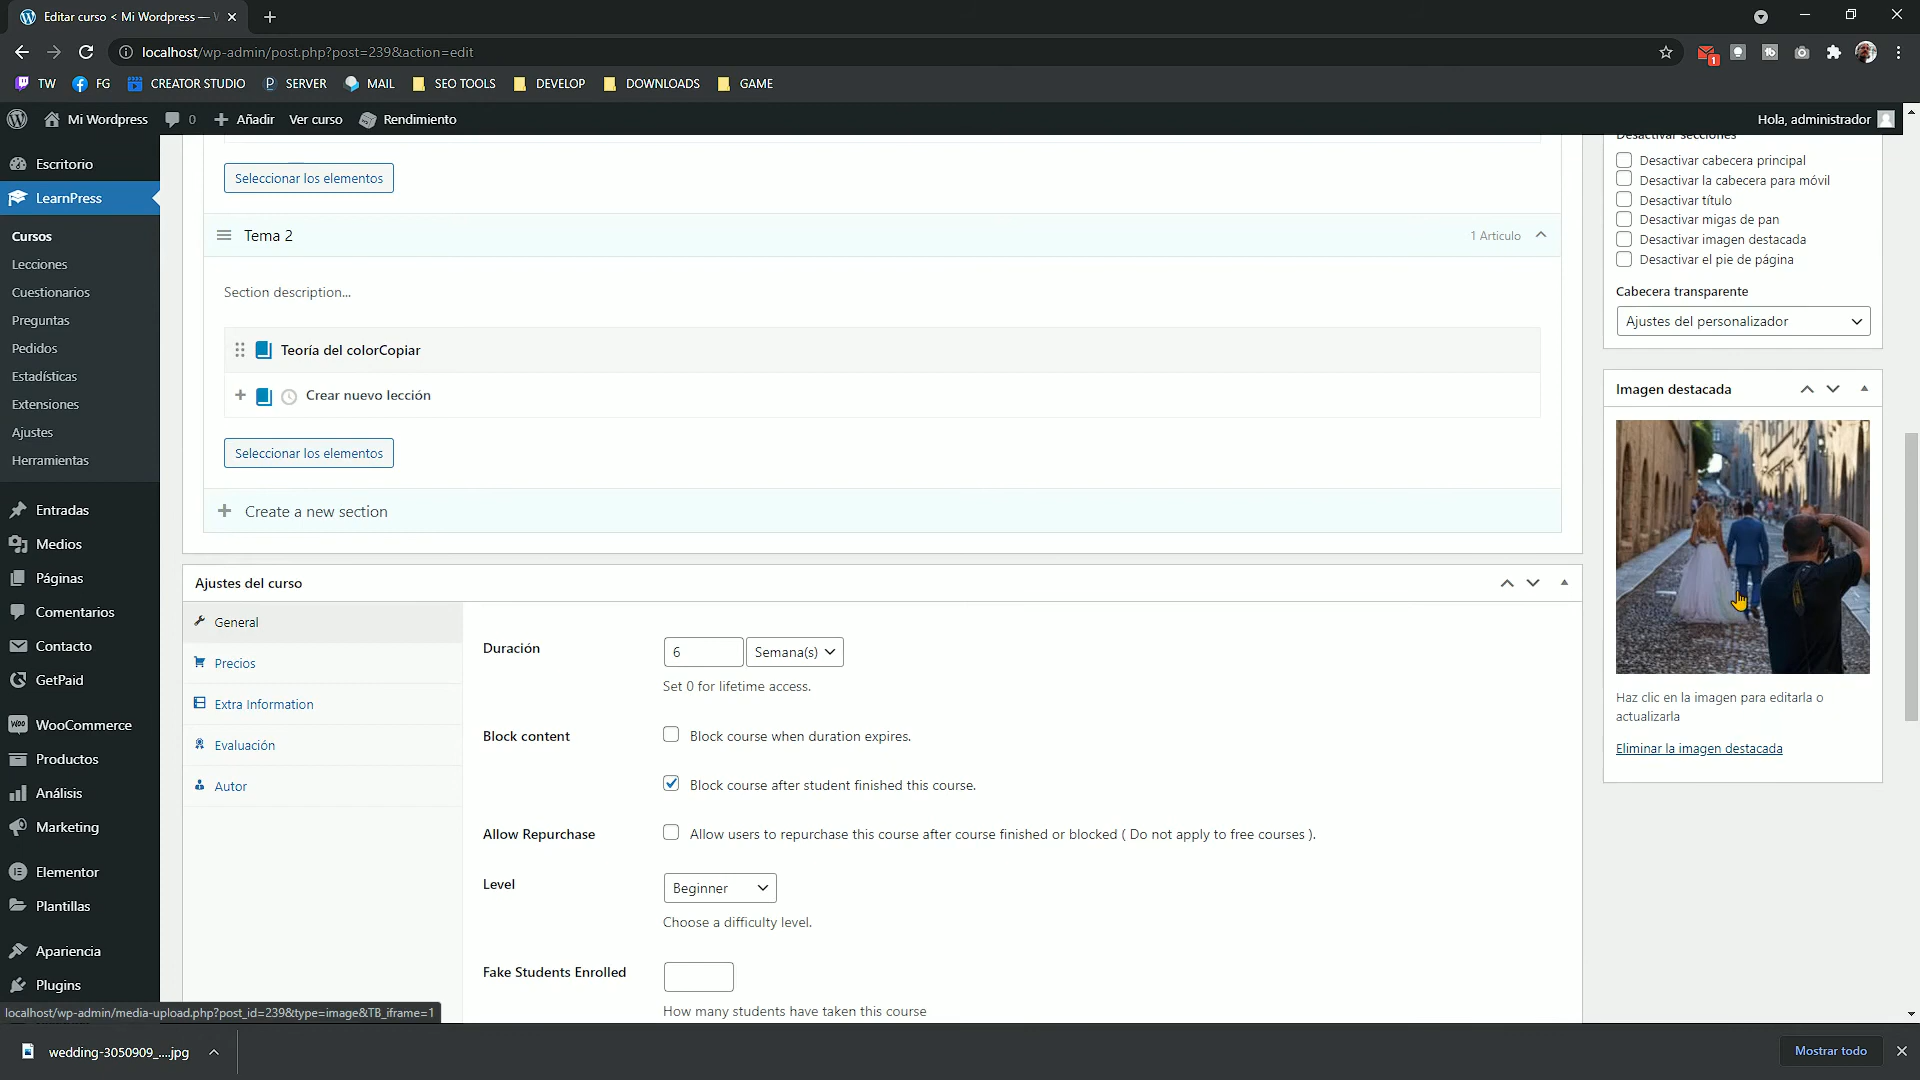 Editar curso < Mi Wordpress —
localhost/wp-admin/post.php?post=239&action=edit
1
TW
FG
CREATOR STUDIO
SERVER
MAIL
SEO TOOLS
DEVELOP
DOWNLOADS
GAME
Mi Wordpress
0
Añadir
Ver curso
Rendimiento
Hola, administrador
Escritorio
LearnPress
Cursos
Lecciones
Cuestionarios
Preguntas
Pedidos
Estadísticas
Extensiones
Ajustes
Herramientas
Entradas
Medios
Páginas
Comentarios
Contacto
GetPaid
WooCommerce
Productos
Análisis
Marketing
Elementor
Plantillas
Apariencia
Plugins
Seleccionar los elementos
Tema 2
1 Artículo
Section description...
Teoría del colorCopiar
Crear nuevo lección
Seleccionar los elementos
Create a new section
Ajustes del curso
General
Precios
Extra Information
Evaluación
Autor
Duración
6
Semana(s)
Set 0 for lifetime access.
Block content
Block course when duration expires.
Block course after student finished this course.
Allow Repurchase
Allow users to repurchase this course after course finished or blocked ( Do not apply to free courses ).
Level
Beginner
Choose a difficulty level.
Fake Students Enrolled
How many students have taken this course
Desactivar secciones
Desactivar cabecera principal
Desactivar la cabecera para móvil
Desactivar título
Desactivar migas de pan
Desactivar imagen destacada
Desactivar el pie de página
Cabecera transparente
Ajustes del personalizador
Imagen destacada
Haz clic en la imagen para editarla o
actualizarla
Eliminar la imagen destacada
localhost/wp-admin/media-upload.php?post_id=239&type=image&TB_iframe=1
wedding-3050909_....jpg
Mostrar todo